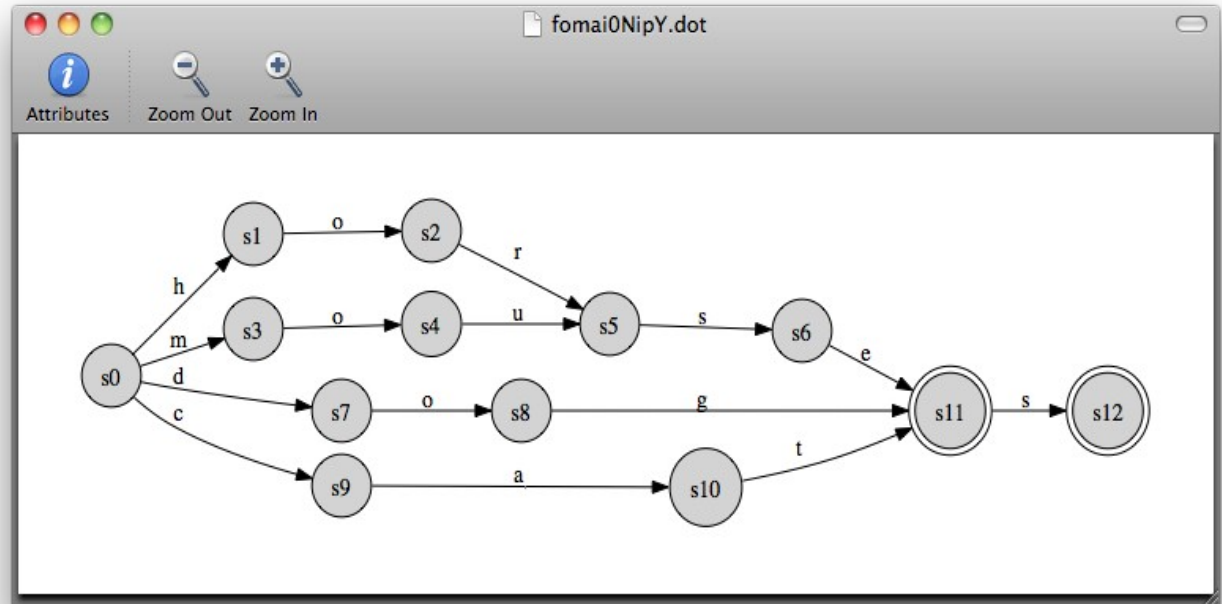 fomai0NipY.dot
Attributes Zoom Out Zoom In
s1 o s2
r
h
s3 o s4 u s5 s s6
m
e
s0
d
s7 o s8 g s11 s s12
c
t
s9 a s10